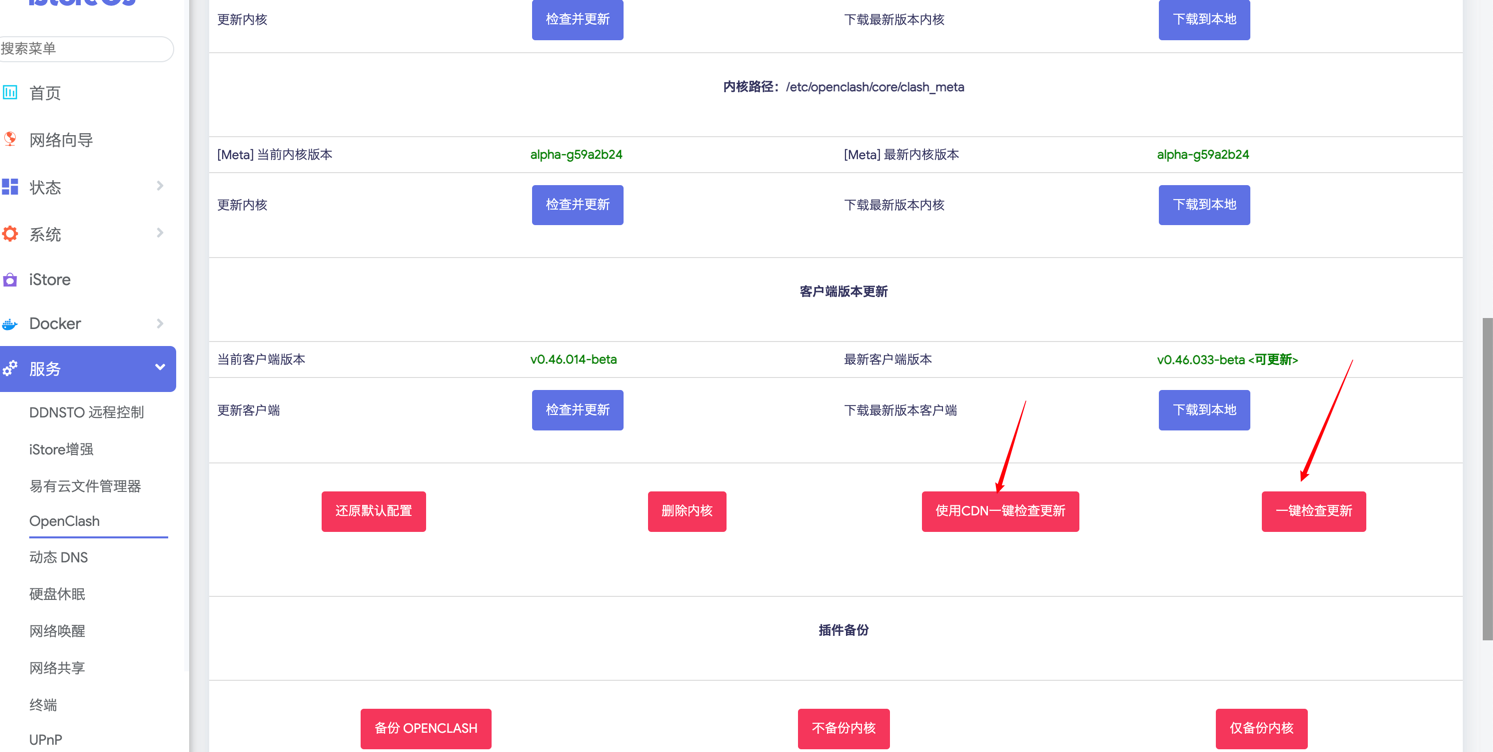 iStoreOS
搜索菜单
首页
网络向导
状态
系统
iStore
Docker
服务
DDNSTO 远程控制
iStore增强
易有云文件管理器
OpenClash
动态 DNS
硬盘休眠
网络唤醒
网络共享
终端
UPnP
更新内核 检查并更新 下载最新版本内核 下载到本地
内核路径：/etc/openclash/core/clash_meta
[Meta] 当前内核版本 alpha-g59a2b24 [Meta] 最新内核版本 alpha-g59a2b24
更新内核 检查并更新 下载最新版本内核 下载到本地
客户端版本更新
当前客户端版本 v0.46.014-beta 最新客户端版本 v0.46.033-beta <可更新>
更新客户端 检查并更新 下载最新版本客户端 下载到本地
还原默认配置 删除内核 使用CDN一键检查更新 一键检查更新
插件备份
备份 OPENCLASH 不备份内核 仅备份内核